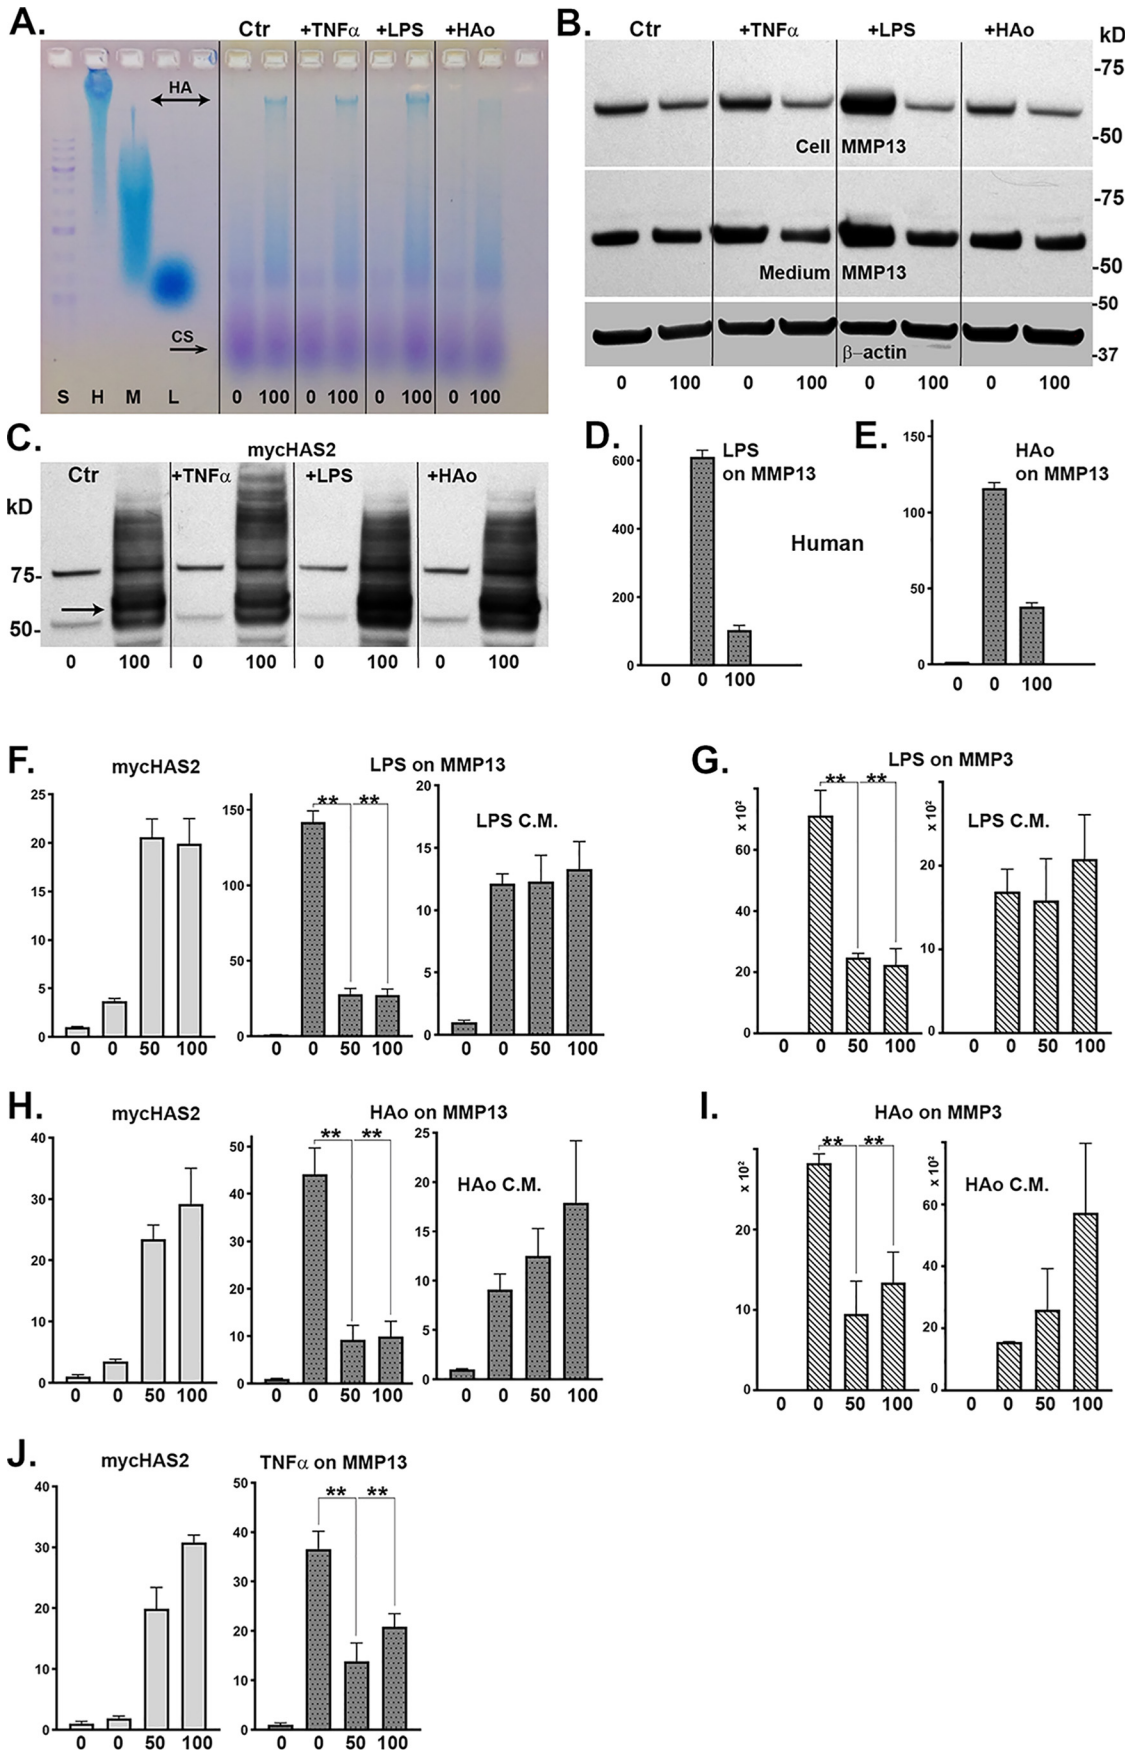 A.
Ctr +TNFα +LPS +HAo
HA
CS
S H M L 0 100 0 100 0 100 0 100
B.
Ctr +TNFα +LPS +HAo
kD
-75
-50
Cell MMP13
-75
-50
Medium MMP13
-50
-37
β-actin
0 100 0 100 0 100 0 100
C.
mycHAS2
Ctr +TNFα +LPS +HAo
kD
75-
50-
0 100 0 100 0 100 0 100
D.
LPS
on MMP13
600
400
200
0
0 0 100
Human
E.
HAo
on MMP13
150
100
50
0
0 0 100
F.
mycHAS2
25
20
15
10
5
0
0 0 50 100
LPS on MMP13
150
100
50
0
** **
0 0 50 100
20
15
10
5
0
LPS C.M.
0 0 50 100
G.
LPS on MMP3
x 10²
60
40
20
0
** **
0 0 50 100
x 10²
20
10
0
LPS C.M.
0 0 50 100
H.
mycHAS2
40
30
20
10
0
0 0 50 100
HAo on MMP13
50
40
30
20
10
0
** **
0 0 50 100
25
20
15
10
5
0
HAo C.M.
0 0 50 100
I.
HAo on MMP3
x 10²
20
10
0
** **
0 0 50 100
x 10²
60
40
20
0
HAo C.M.
0 0 50 100
J.
mycHAS2
40
30
20
10
0
0 0 50 100
TNFα on MMP13
50
40
30
20
10
0
** **
0 0 50 100